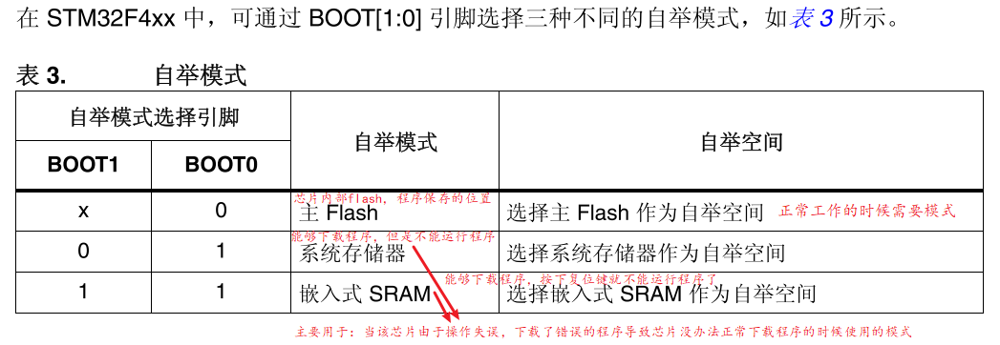 在 STM32F4xx 中，可通过 BOOT[1:0] 引脚选择三种不同的自举模式，如表 3 所示。
表 3. 自举模式
自举模式选择引脚 自举模式 自举空间
BOOT1 BOOT0
芯片内部flash，程序保存的位置
x 0 主 Flash 选择主 Flash 作为自举空间 正常工作的时候需要模式
能够下载程序，但是不能运行程序
0 1 系统存储器 选择系统存储器作为自举空间
能够下载程序，按下复位键就不能运行程序了
1 1 嵌入式 SRAM 选择嵌入式 SRAM 作为自举空间
主要用于：当该芯片由于操作失误，下载了错误的程序导致芯片没办法正常下载程序的时候使用的模式